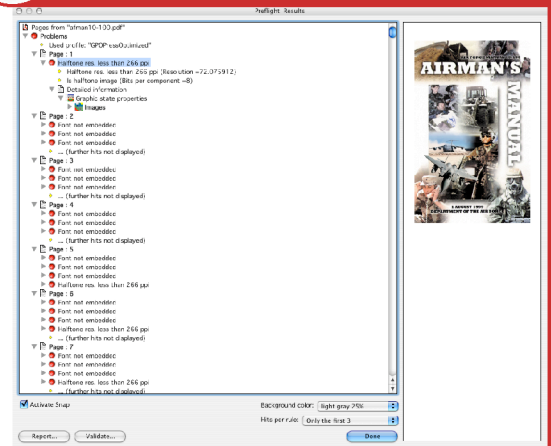 Preflight Results
Pages from "afman10-100.pdf"
Problems
Used profile: "GPOPressOptimized"
Page : 1
Halftone res. less than 266 ppi
Halftone res. less than 266 ppi (Resolution =72.075912)
Is halftone image (Bits per component =8)
Detailed information
Graphic state properties
Images
Page : 2
Font not embedded
Font not embedded
Font not embedded
... (further hits not displayed)
Page : 3
Font not embedded
Font not embedded
Font not embedded
... (further hits not displayed)
Page : 4
Font not embedded
Font not embedded
Font not embedded
... (further hits not displayed)
Page : 5
Font not embedded
Font not embedded
Font not embedded
Halftone res. less than 266 ppi
Page : 6
Font not embedded
Font not embedded
Font not embedded
Halftone res. less than 266 ppi
... (further hits not displayed)
Page : 7
Font not embedded
Font not embedded
Font not embedded
Halftone res. less than 266 ppi
... (further hits not displayed)
Activate Snap
Background color: light gray 25%
Hits per rule: Only the first 3
Report... Validate... Done
AIRMAN'S
MANUAL
1 AUGUST 1999
DEPARTMENT OF THE AIR FORCE